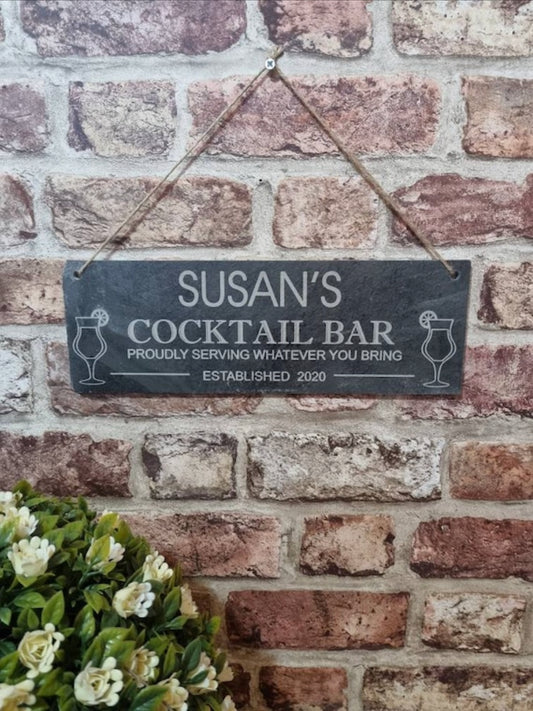 SUSAN'S
COCKTAIL BAR
PROUDLY SERVING WHATEVER YOU BRING
ESTABLISHED 2020